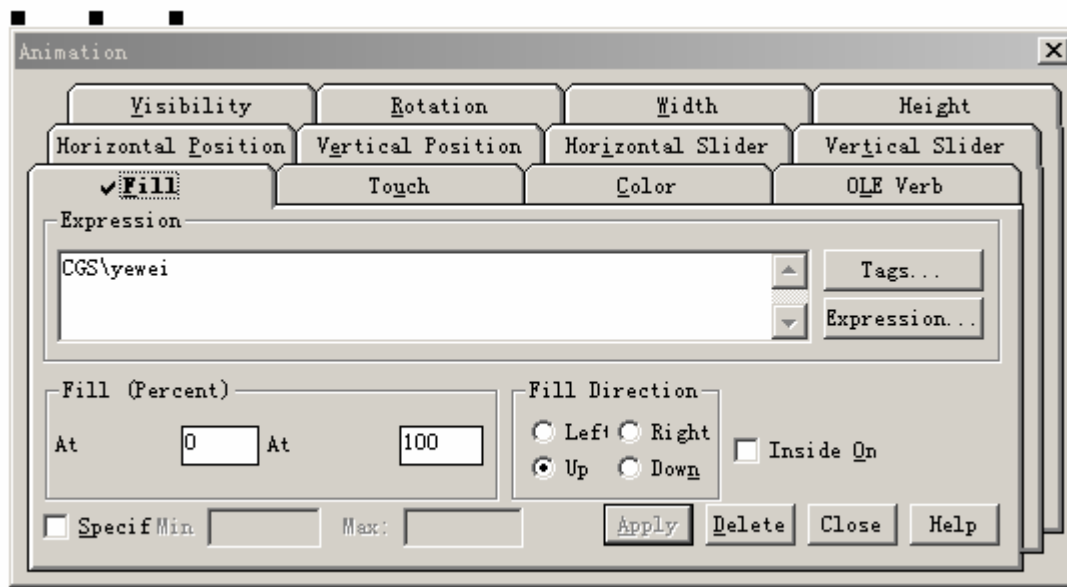 Animation
Visibility Rotation Width Height
Horizontal Position Vertical Position Horizontal Slider Vertical Slider
Fill Touch Color OLE Verb
Expression
CGS\yewei
Tags...
Expression...
Fill (Percent)
At 0 At 100
Fill Direction
Left Right
Up Down
Inside On
Specif Min Max:
Apply Delete Close Help